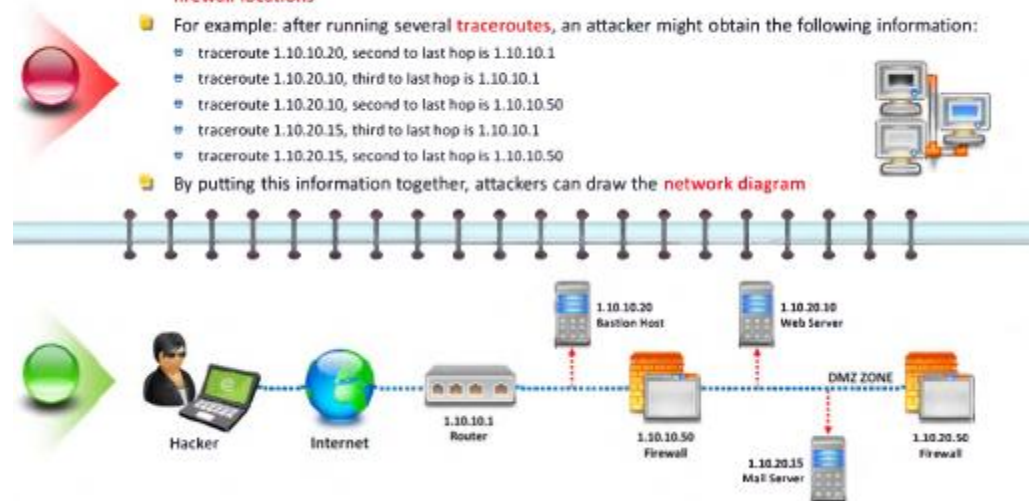 firewall locations
For example: after running several traceroutes, an attacker might obtain the following information:
traceroute 1.10.10.20, second to last hop is 1.10.10.1
traceroute 1.10.20.10, third to last hop is 1.10.10.1
traceroute 1.10.20.10, second to last hop is 1.10.10.50
traceroute 1.10.20.15, third to last hop is 1.10.10.1
traceroute 1.10.20.15, second to last hop is 1.10.10.50
By putting this information together, attackers can draw the network diagram
1.10.10.20
Bastion Host
1.10.20.10
Web Server
DMZ ZONE
Hacker
Internet
1.10.10.1
Router
1.10.10.50
Firewall
1.10.20.50
Firewall
1.10.20.15
Mail Server